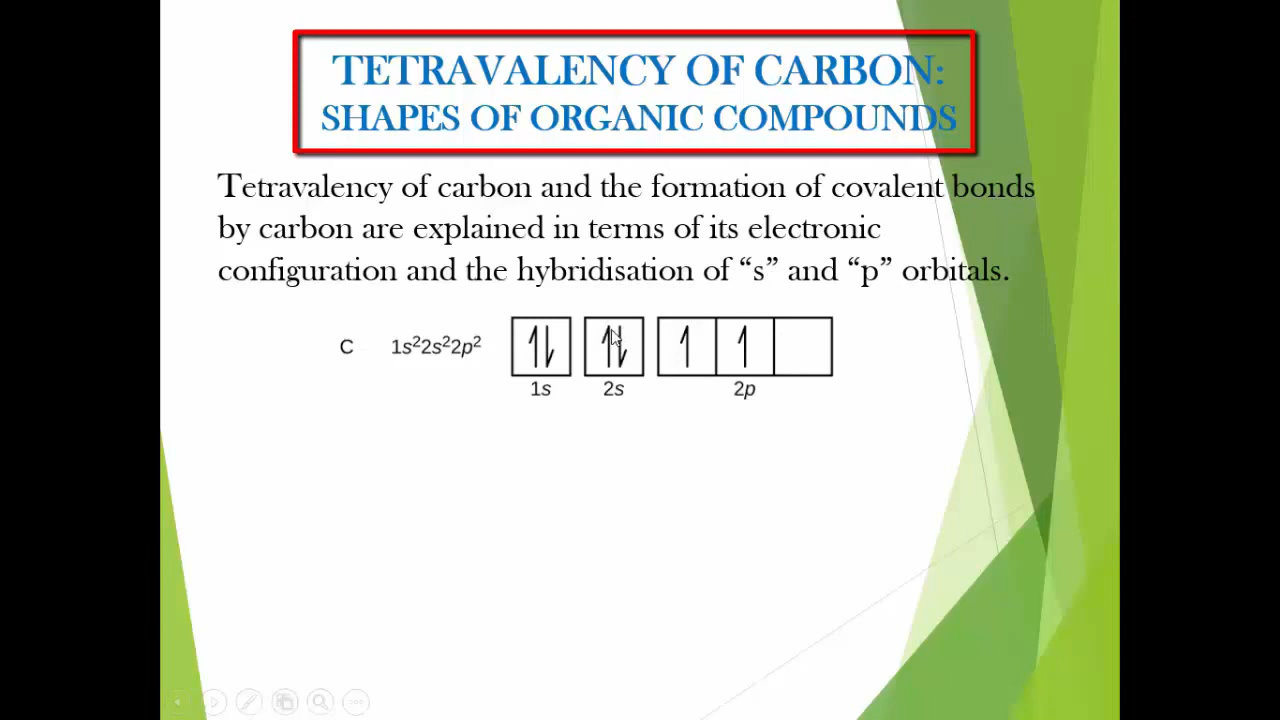 TETRAVALENCY OF CARBON:
SHAPES OF ORGANIC COMPOUNDS
Tetravalency of carbon and the formation of covalent bonds
by carbon are explained in terms of its electronic
configuration and the hybridisation of “s” and “p” orbitals.
C 1s²2s²2p²
1s 2s 2p